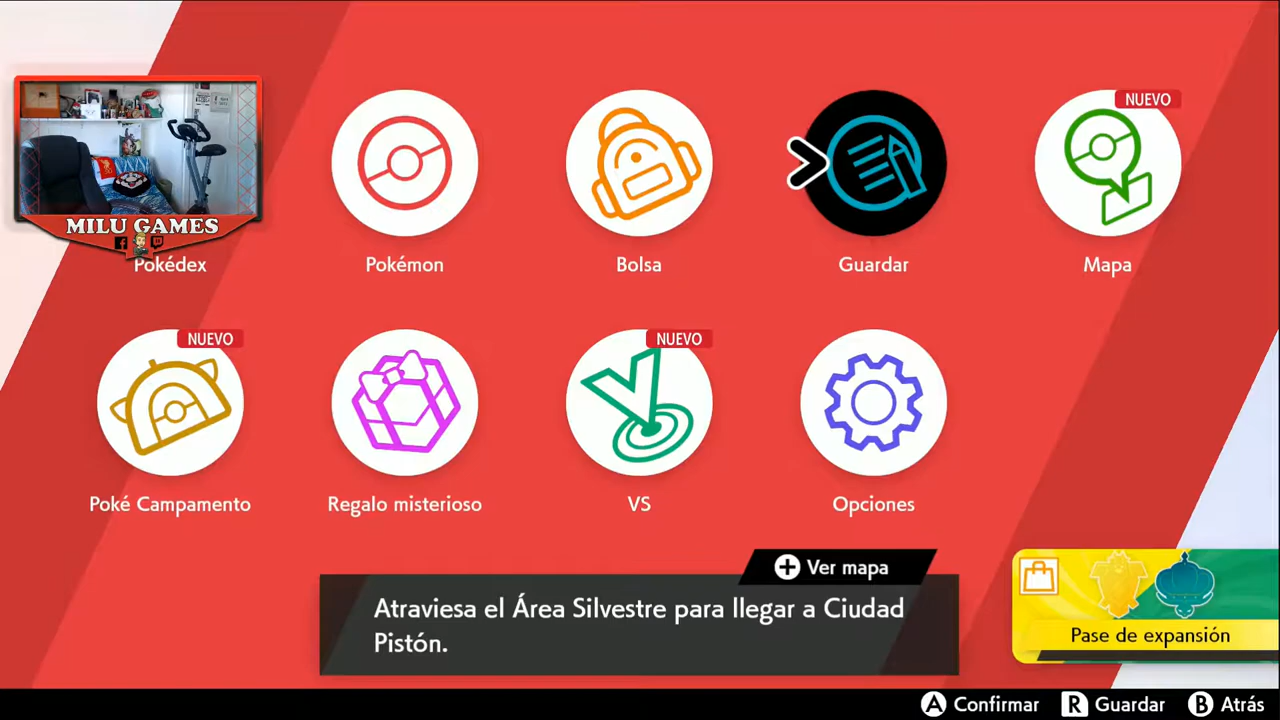 MILU GAMES
Pokédex
Pokémon
Bolsa
Guardar
NUEVO
Mapa
NUEVO
Poké Campamento
Regalo misterioso
NUEVO
VS
Opciones
Ver mapa
Atraviesa el Área Silvestre para llegar a Ciudad
Pistón.
Pase de expansión
A Confirmar
R Guardar
B Atrás